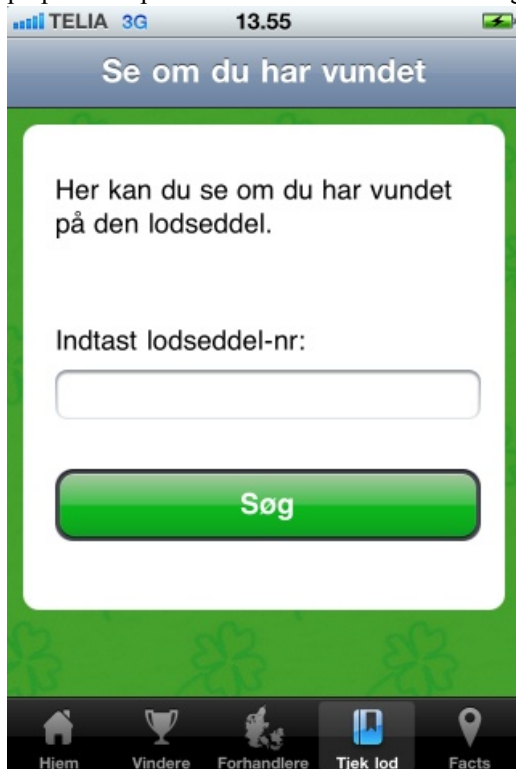 TELIA 3G 13.55
Se om du har vundet
Her kan du se om du har vundet
på den lodseddel.
Indtast lodseddel-nr:
Søg
Hjem Vindere Forhandlere Tjek lod Facts